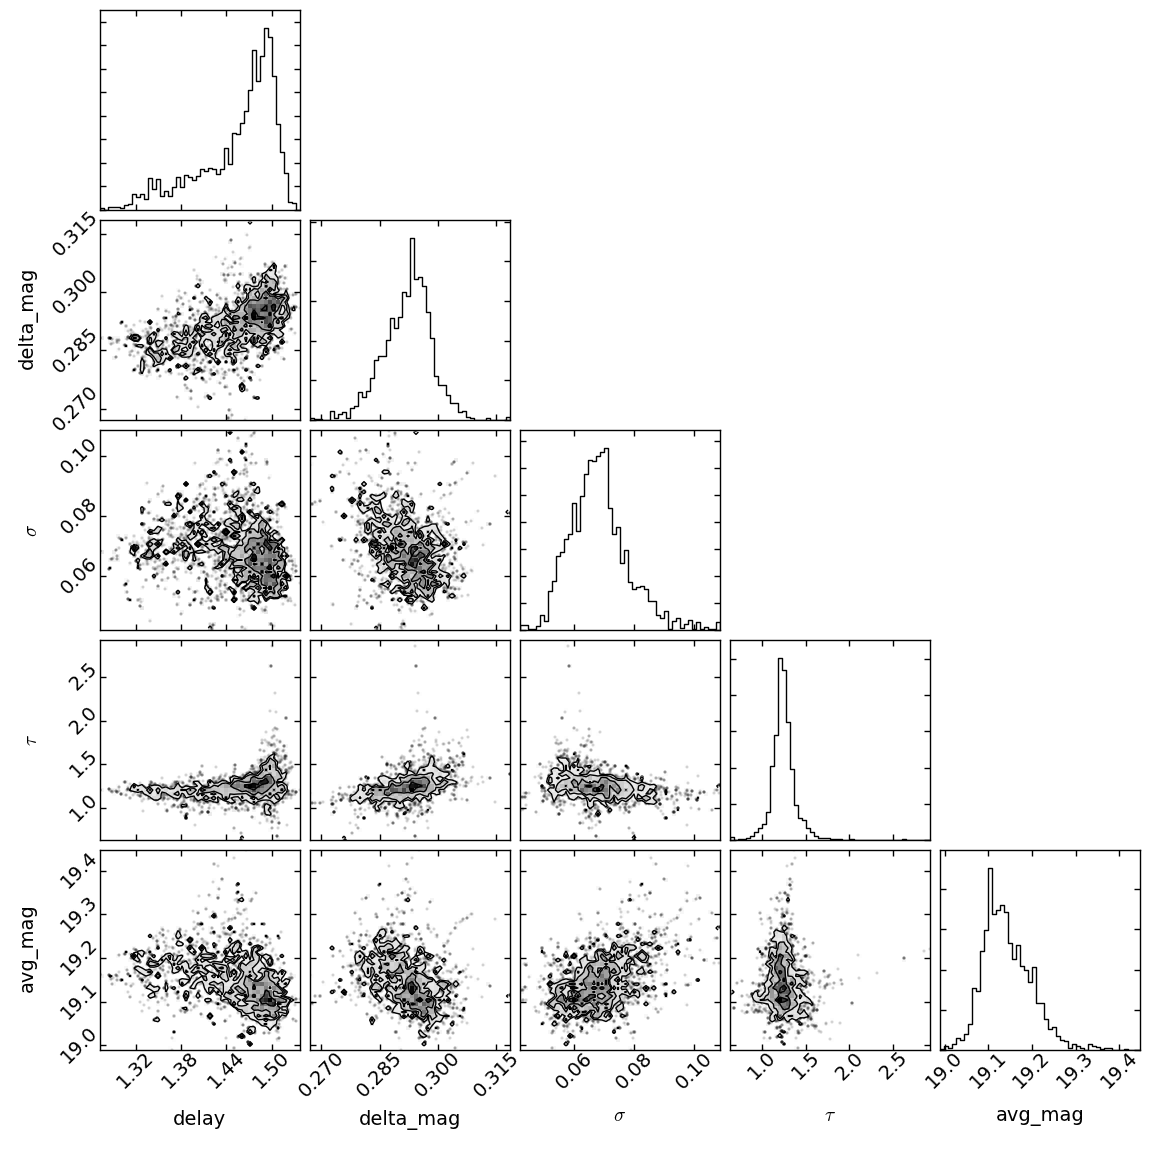 0.315
0.300
0.285
0.270
delta_mag
0.10
0.08
0.06
σ
2.5
2.0
1.5
1.0
τ
19.4
19.3
19.2
19.1
19.0
avg_mag
1.32 1.38 1.44 1.50
0.270 0.285 0.300 0.315
0.06 0.08 0.10
1.0 1.5 2.0 2.5
19.0 19.1 19.2 19.3 19.4
delay delta_mag σ τ avg_mag